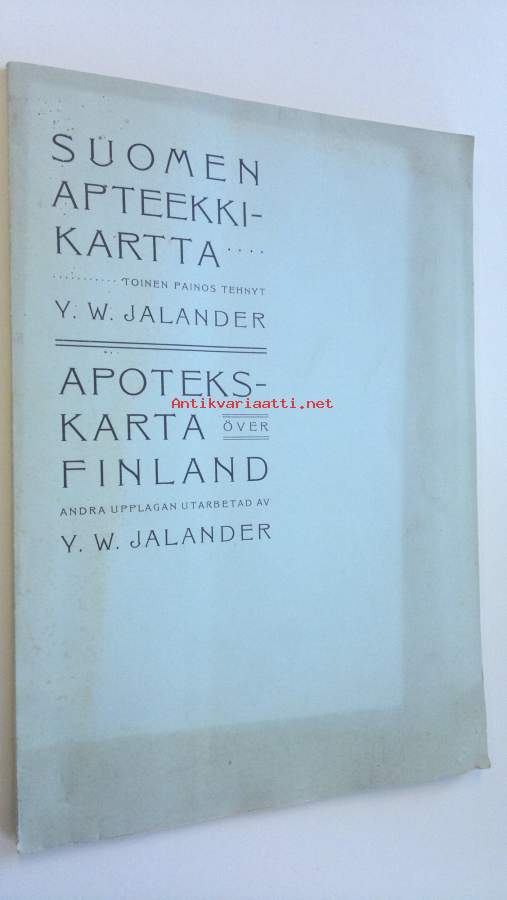 SUOMEN
APTEEKKI-
KARTTA ....
........... TOINEN PAINOS TEHNYT
Y. W. JALANDER
APOTEKS-
Antikvariaatti.net
KARTA ÖVER
FINLAND
ANDRA UPPLAGAN UTARBETAD AV
Y. W. JALANDER